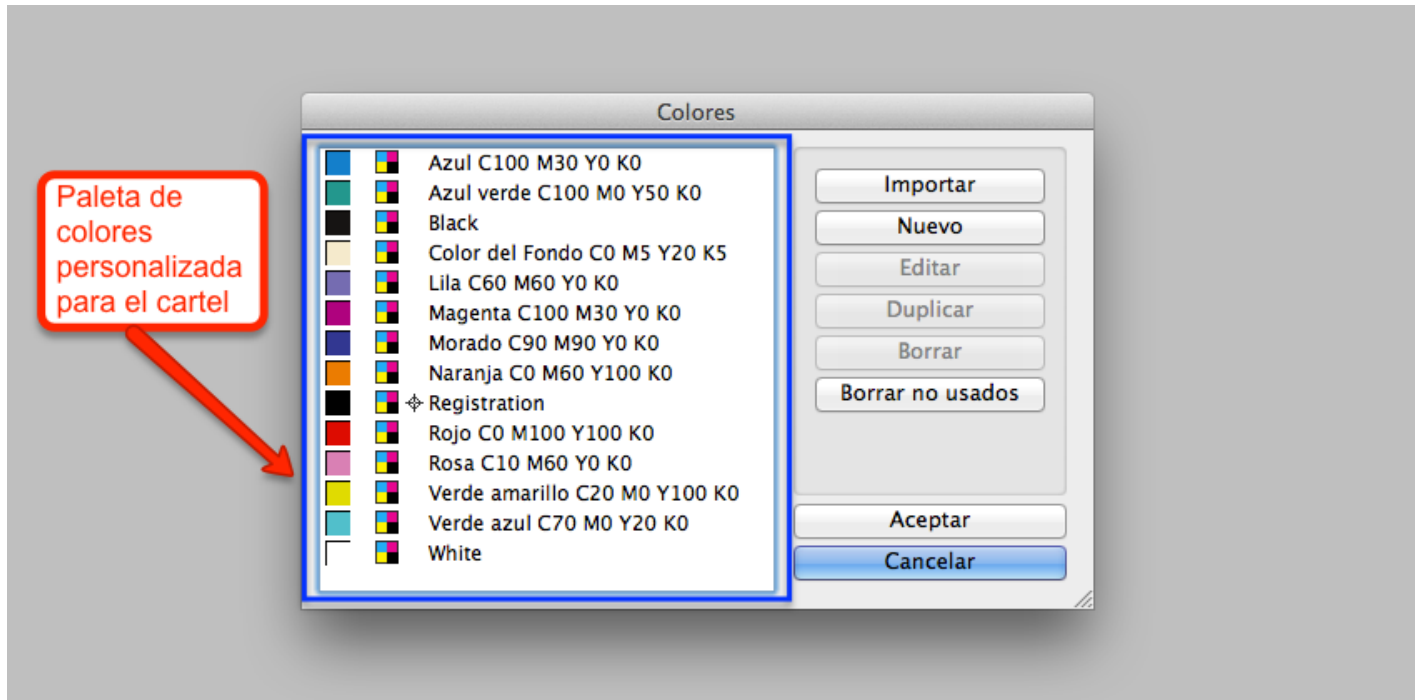 Colores
Paleta de
colores
personalizada
para el cartel
Azul C100 M30 Y0 K0
Azul verde C100 M0 Y50 K0
Black
Color del Fondo C0 M5 Y20 K5
Lila C60 M60 Y0 K0
Magenta C100 M30 Y0 K0
Morado C90 M90 Y0 K0
Naranja C0 M60 Y100 K0
Registration
Rojo C0 M100 Y100 K0
Rosa C10 M60 Y0 K0
Verde amarillo C20 M0 Y100 K0
Verde azul C70 M0 Y20 K0
White
Importar
Nuevo
Editar
Duplicar
Borrar
Borrar no usados
Aceptar
Cancelar